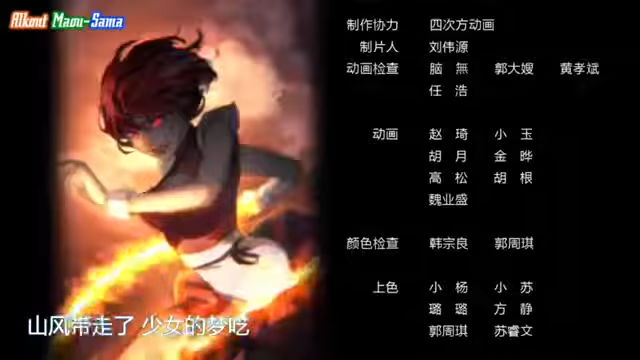 Alkout Maou-Sama
制作协力 四次方动画
制片人 刘伟源
动画检查 脑 無 郭大嫂 黄孝斌
任 浩
动画 赵 琦 小 玉
胡 月 金 晔
高 松 胡 根
魏业盛
颜色检查 韩宗良 郭周琪
上色 小 杨 小 苏
璐 璐 方 静
郭周琪 苏睿文
山风带走了 少女的梦呓